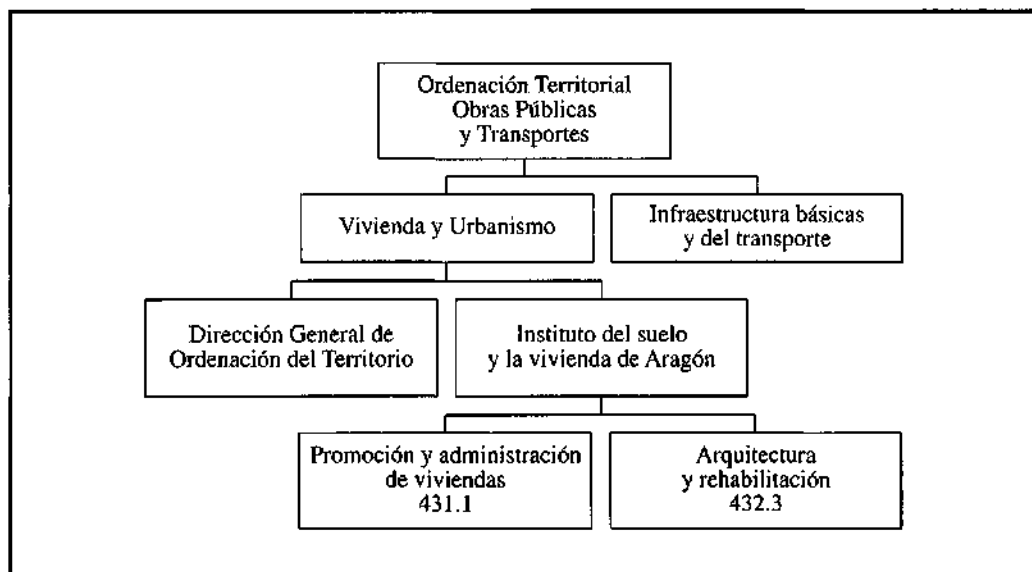 Ordenación Territorial
Obras Públicas
y Transportes
Vivienda y Urbanismo
Infraestructura básicas
y del transporte
Dirección General de
Ordenación del Territorio
Instituto del suelo
y la vivienda de Aragón
Promoción y administración
de viviendas
431.1
Arquitectura
y rehabilitación
432.3